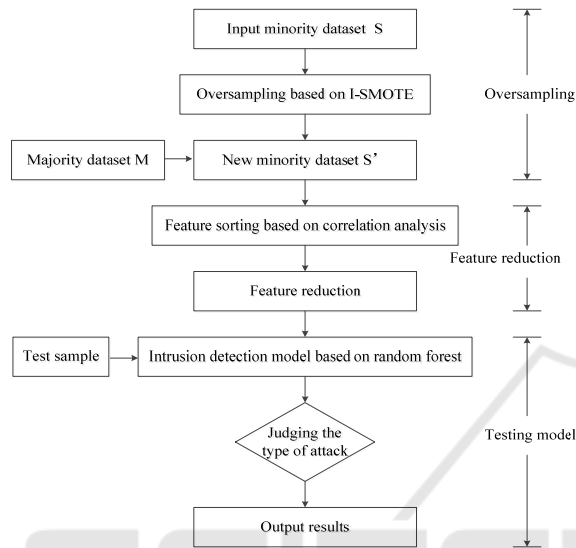 Input minority dataset S
Oversampling based on I-SMOTE
Oversampling
Majority dataset M
New minority dataset S’
Feature sorting based on correlation analysis
Feature reduction
Feature reduction
Test sample
Intrusion detection model based on random forest
Judging the
type of attack
Testing model
Output results